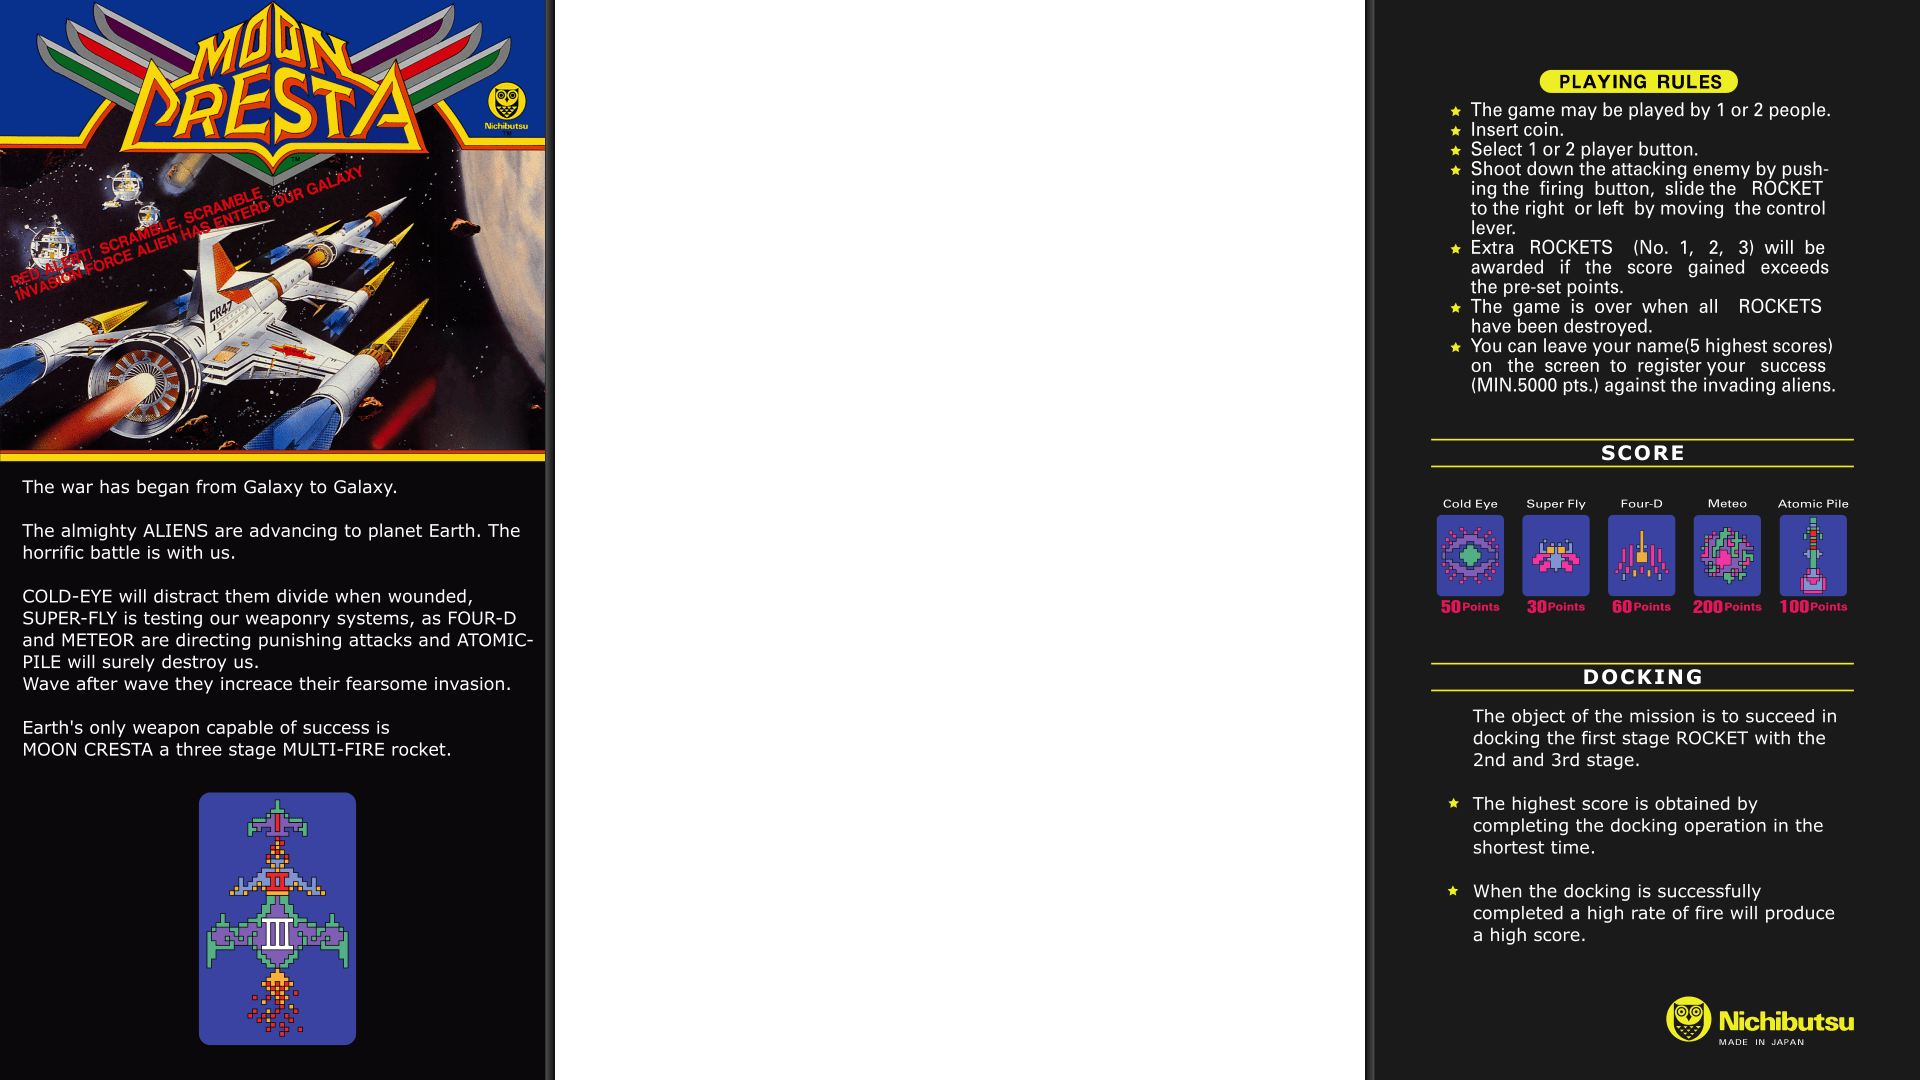 MOON
CRESTA
Nichibutsu
TM
TM
RED ALERT! SCRAMBLE, SCRAMBLE
INVASION FORCE ALIEN HAS ENTERD OUR GALAXY
CR47
The war has began from Galaxy to Galaxy.
The almighty ALIENS are advancing to planet Earth. The
horrific battle is with us.
COLD-EYE will distract them divide when wounded,
SUPER-FLY is testing our weaponry systems, as FOUR-D
and METEOR are directing punishing attacks and ATOMIC-
PILE will surely destroy us.
Wave after wave they increace their fearsome invasion.
Earth's only weapon capable of success is
MOON CRESTA a three stage MULTI-FIRE rocket.
I
II
III
PLAYING RULES
★ The game may be played by 1 or 2 people.
★ Insert coin.
★ Select 1 or 2 player button.
★ Shoot down the attacking enemy by push-
ing the firing button, slide the ROCKET
to the right or left by moving the control
lever.
★ Extra ROCKETS (No. 1, 2, 3) will be
awarded if the score gained exceeds
the pre-set points.
★ The game is over when all ROCKETS
have been destroyed.
★ You can leave your name(5 highest scores)
on the screen to register your success
(MIN.5000 pts.) against the invading aliens.
SCORE
Cold Eye Super Fly Four-D Meteo Atomic Pile
50 Points 30 Points 60 Points 200 Points 100 Points
DOCKING
The object of the mission is to succeed in
docking the first stage ROCKET with the
2nd and 3rd stage.
★ The highest score is obtained by
completing the docking operation in the
shortest time.
★ When the docking is successfully
completed a high rate of fire will produce
a high score.
Nichibutsu
MADE IN JAPAN